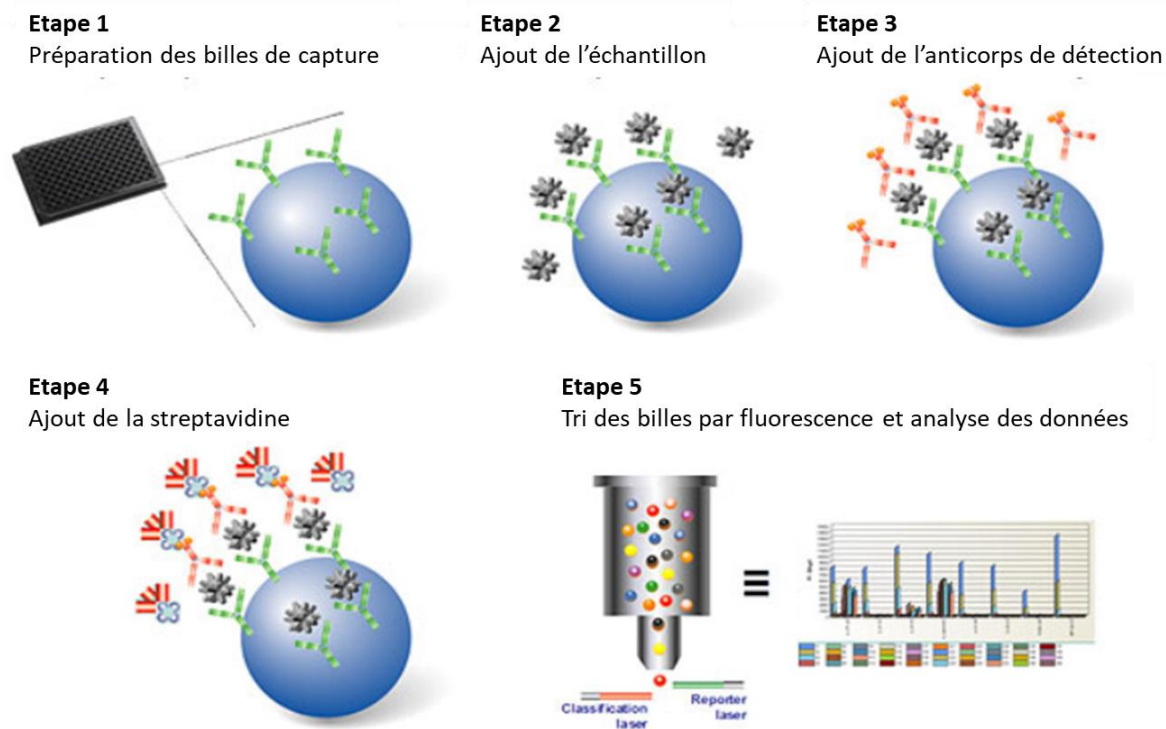 Etape 1
Préparation des billes de capture
Etape 2
Ajout de l'échantillon
Etape 3
Ajout de l'anticorps de détection
Etape 4
Ajout de la streptavidine
Etape 5
Tri des billes par fluorescence et analyse des données
Classification
laser
Reporter
laser